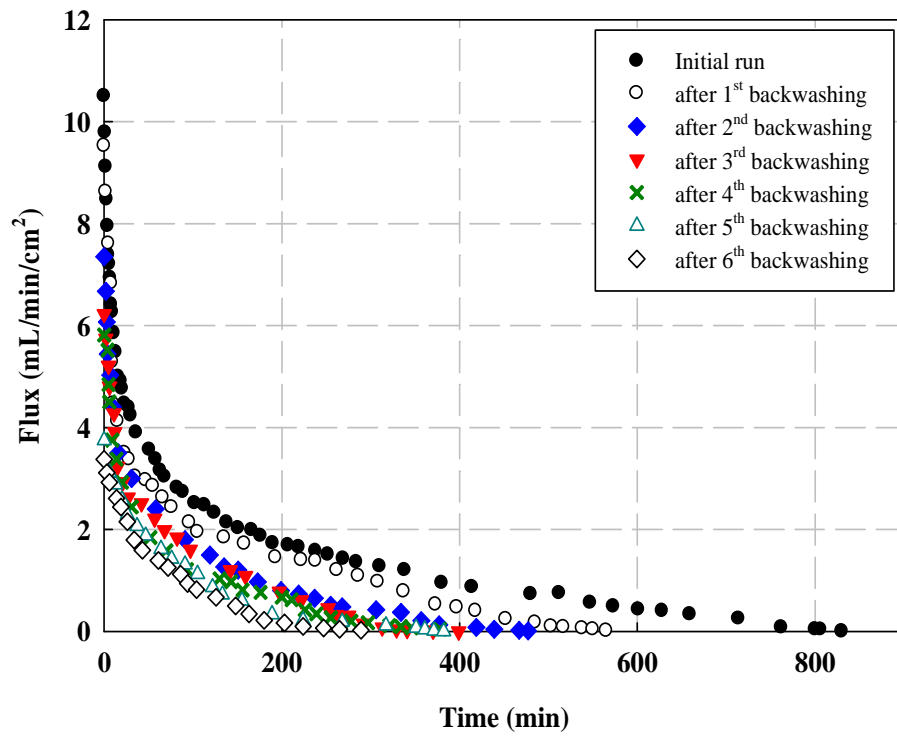 12
10
8
6
4
2
0
Flux (mL/min/cm²)
0 200 400 600 800
Time (min)
Initial run
after 1st backwashing
after 2nd backwashing
after 3rd backwashing
after 4th backwashing
after 5th backwashing
after 6th backwashing